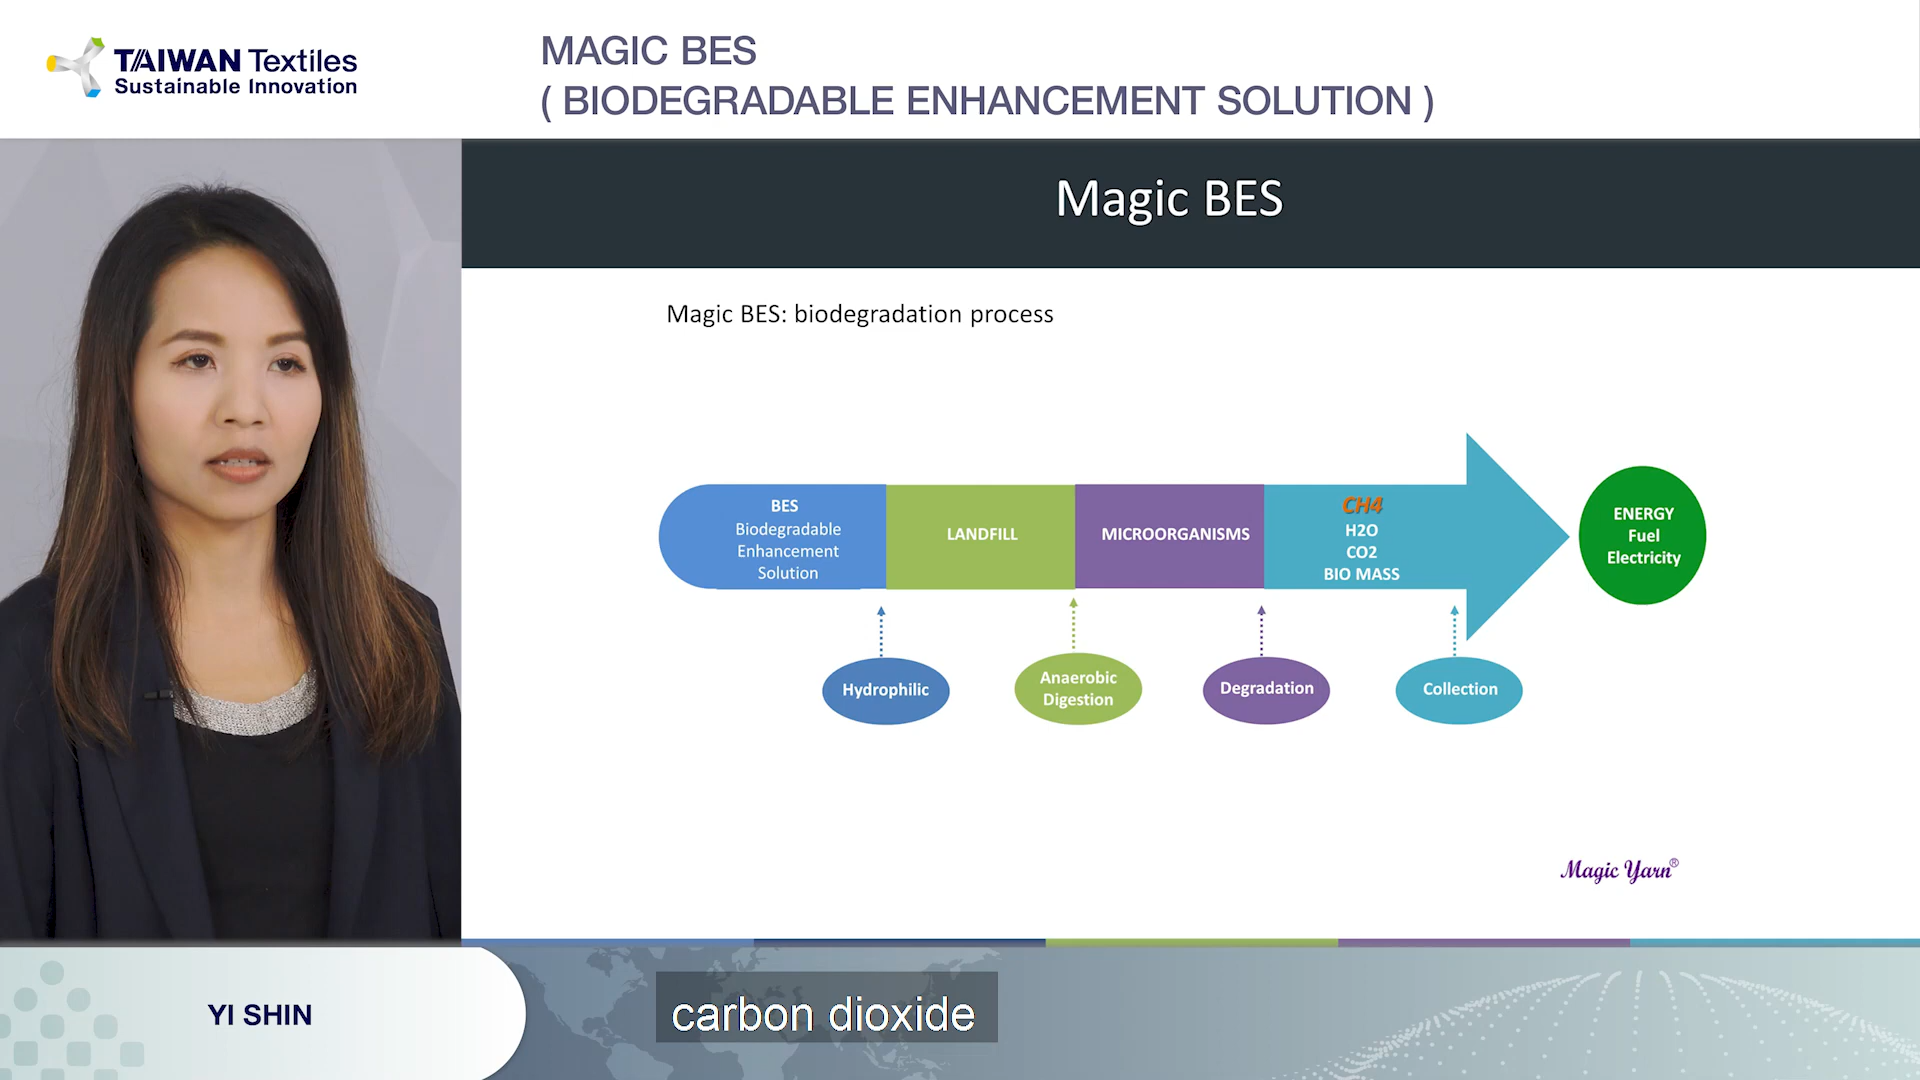 TAIWAN Textiles
Sustainable Innovation
MAGIC BES
( BIODEGRADABLE ENHANCEMENT SOLUTION )
Magic BES
Magic BES: biodegradation process
BES
Biodegradable
Enhancement
Solution
LANDFILL
MICROORGANISMS
CH4
H2O
CO2
BIO MASS
ENERGY
Fuel
Electricity
Hydrophilic
Anaerobic
Digestion
Degradation
Collection
Magic Yarn®
YI SHIN
carbon dioxide